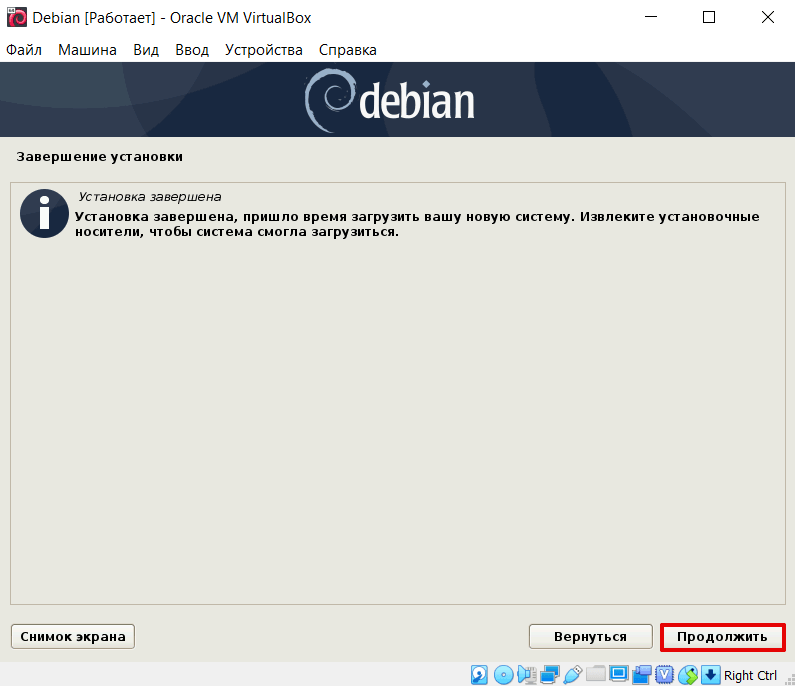 Debian [Работает] - Oracle VM VirtualBox
Файл Машина Вид Ввод Устройства Справка
debian
Завершение установки
Установка завершена
Установка завершена, пришло время загрузить вашу новую систему. Извлеките установочные
носители, чтобы система смогла загрузиться.
Снимок экрана Вернуться Продолжить
Right Ctrl